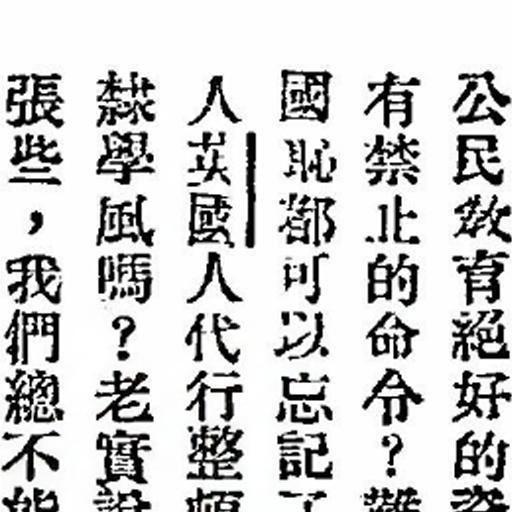 公民教育絕好的資
有禁止的命令？難
國恥都可以忘記了
人英國人代行整頓
隸學風嗎？老實說
張些，我們總不能